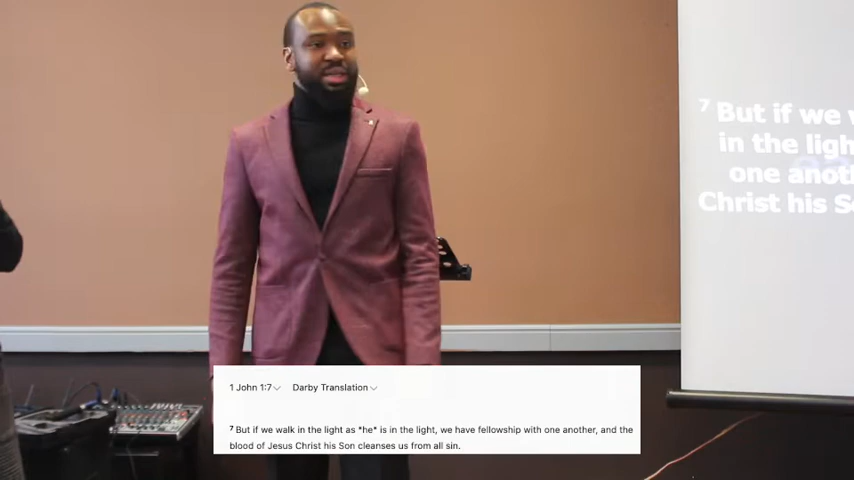 7 But if we
in the ligh
one anoth
Christ his S
1 John 1:7 Darby Translation
7 But if we walk in the light as *he* is in the light, we have fellowship with one another, and the
blood of Jesus Christ his Son cleanses us from all sin.